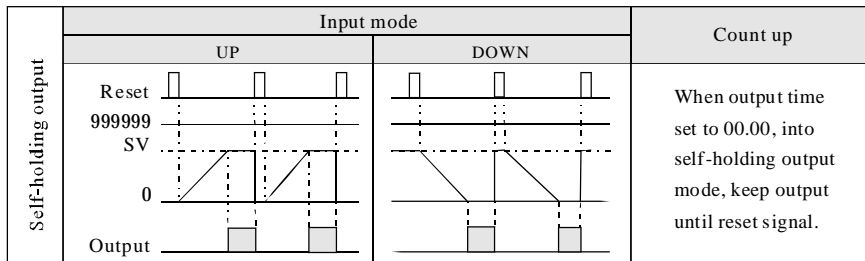 Input mode
Count up
UP
DOWN
Self-holding output
Reset
999999
SV
0
Output
When output time
set to 00.00, into
self-holding output
mode, keep output
until reset signal.